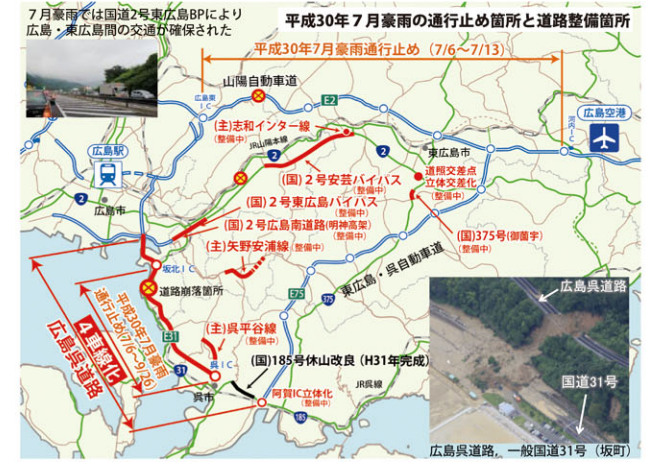 平成30年7月豪雨の通行止め箇所と道路整備箇所
7月豪雨では国道2号東広島BPにより
広島・東広島間の交通が確保された
平成30年7月豪雨通行止め(7/6～7/13)
山陽自動車道
広島東
IC
E2
河内IC
広島空港
(主)志和インター線
(整備中)
JR山陽本線
2
2
東広島市
広島駅
2
(国)2号安芸バイパス
(整備中)
道照交差点
立体交差化
(整備中)
(国)2号東広島バイパス
(整備中)
広島市
(国)2号広島南道路(明神高架)
(整備中)
(国)375号(御薗宇)
(整備中)
(主)矢野安浦線
(整備中)
坂北IC
東広島・呉自動車道
道路崩落箇所
E75
375
平成30年7月豪雨
通行止め(7/6～9/26)
4車線化
広島呉道路
E31
31
(主)呉平谷線
(整備中)
呉IC
(国)185号休山改良(H31年完成)
呉市
阿賀IC立体化
(整備中)
JR呉線
185
広島呉道路
国道31号
広島呉道路，一般国道31号(坂町)